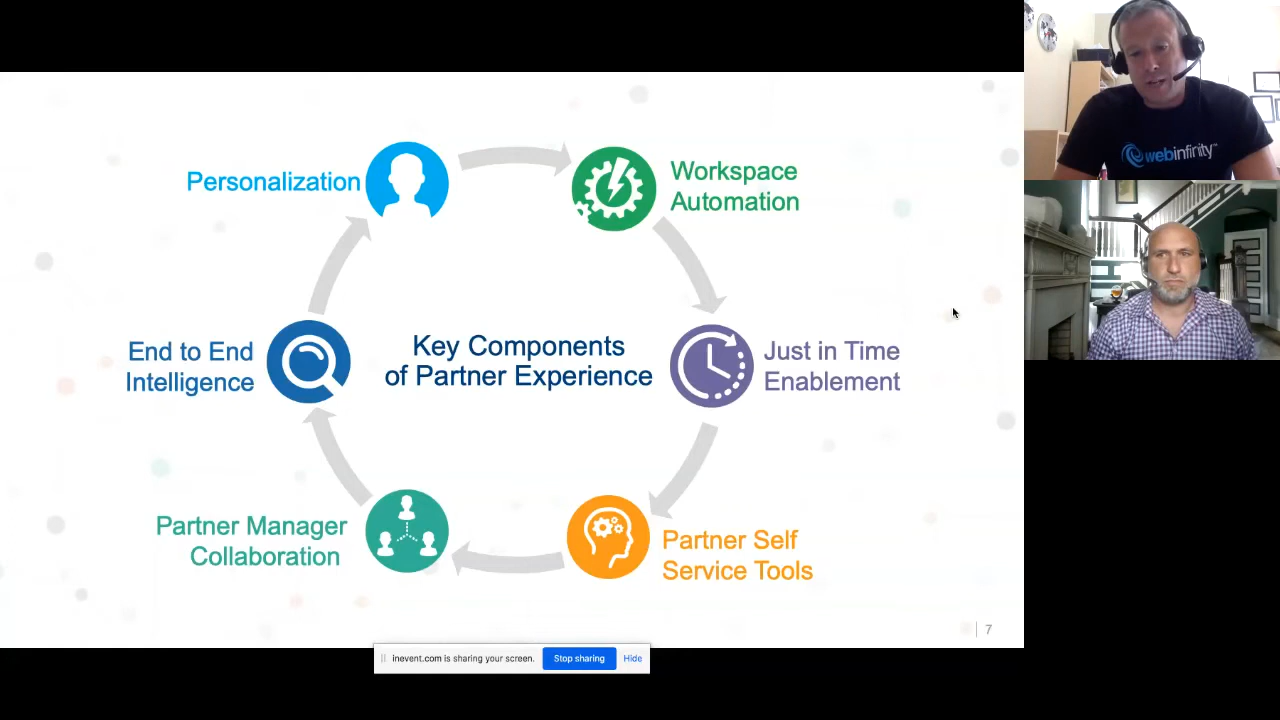 webinfinity
Personalization
Workspace
Automation
End to End
Intelligence
Key Components
of Partner Experience
Just in Time
Enablement
Partner Manager
Collaboration
Partner Self
Service Tools
7
inevent.com is sharing your screen.
Stop sharing
Hide